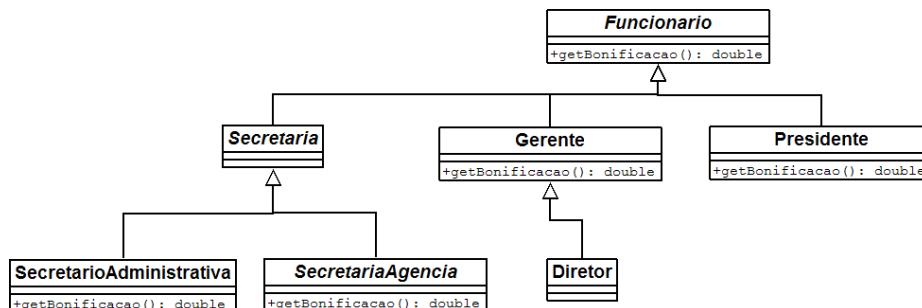 Funcionario
+getBonificacao(): double
Secretaria
Gerente
+getBonificacao(): double
Presidente
+getBonificacao(): double
SecretarioAdministrativa
+getBonificacao(): double
SecretariaAgencia
+getBonificacao(): double
Diretor